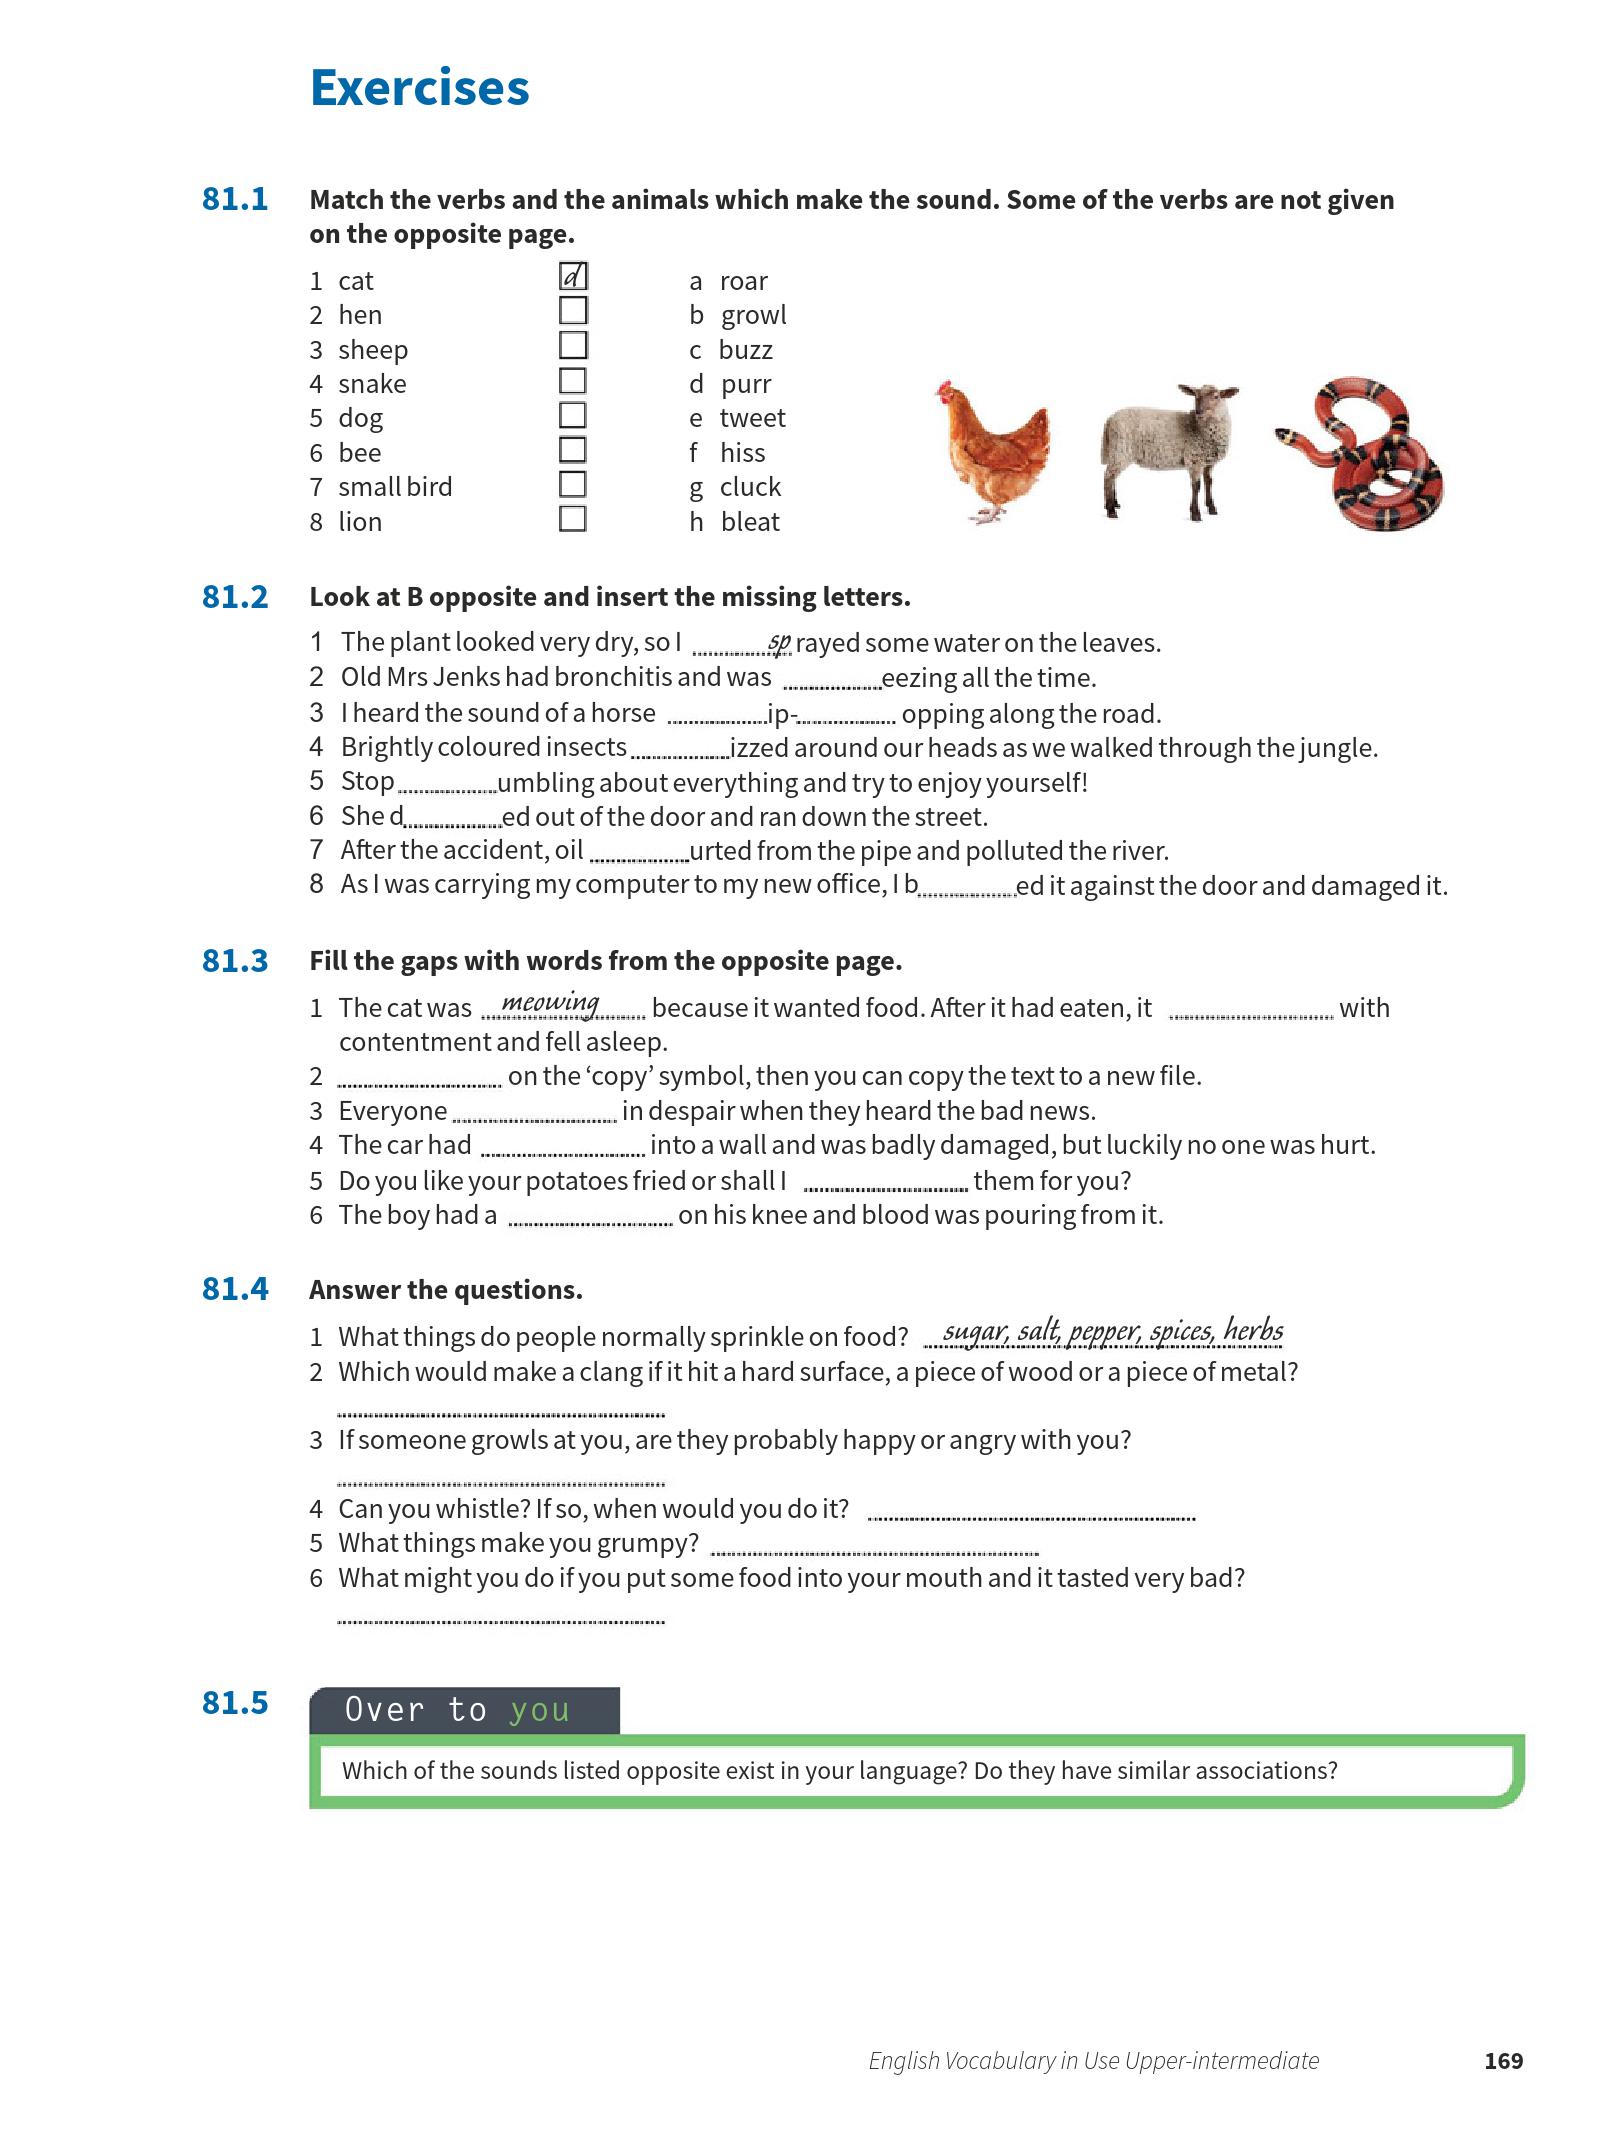 Exercises
81.1 Match the verbs and the animals which make the sound. Some of the verbs are not given
on the opposite page.
1 cat d a roar
2 hen b growl
3 sheep c buzz
4 snake d purr
5 dog e tweet
6 bee f hiss
7 small bird g cluck
8 lion h bleat
81.2 Look at B opposite and insert the missing letters.
1 The plant looked very dry, so I sp rayed some water on the leaves.
2 Old Mrs Jenks had bronchitis and was ..............eezing all the time.
3 I heard the sound of a horse ..............ip-.............. opping along the road.
4 Brightly coloured insects ..............izzed around our heads as we walked through the jungle.
5 Stop ..............umbling about everything and try to enjoy yourself!
6 She d..............ed out of the door and ran down the street.
7 After the accident, oil ..............urted from the pipe and polluted the river.
8 As I was carrying my computer to my new office, I b..............ed it against the door and damaged it.
81.3 Fill the gaps with words from the opposite page.
1 The cat was meowing because it wanted food. After it had eaten, it .............. with
contentment and fell asleep.
2 .............. on the ‘copy’ symbol, then you can copy the text to a new file.
3 Everyone .............. in despair when they heard the bad news.
4 The car had .............. into a wall and was badly damaged, but luckily no one was hurt.
5 Do you like your potatoes fried or shall I .............. them for you?
6 The boy had a .............. on his knee and blood was pouring from it.
81.4 Answer the questions.
1 What things do people normally sprinkle on food? sugar, salt, pepper, spices, herbs
2 Which would make a clang if it hit a hard surface, a piece of wood or a piece of metal?
3 If someone growls at you, are they probably happy or angry with you?
4 Can you whistle? If so, when would you do it?
5 What things make you grumpy?
6 What might you do if you put some food into your mouth and it tasted very bad?
81.5 Over to you
Which of the sounds listed opposite exist in your language? Do they have similar associations?
English Vocabulary in Use Upper-intermediate 169